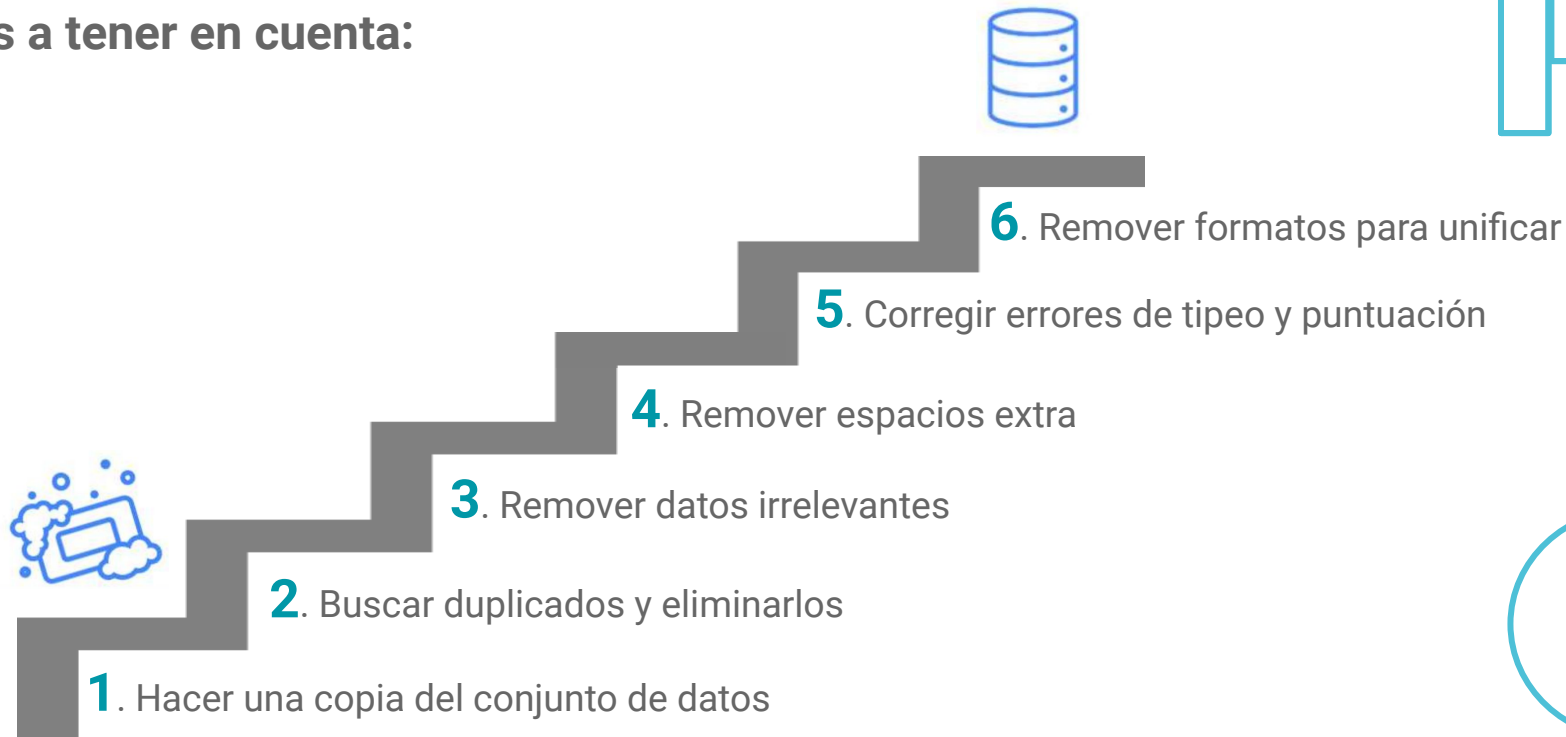 s a tener en cuenta:
6. Remover formatos para unificar
5. Corregir errores de tipeo y puntuación
4. Remover espacios extra
3. Remover datos irrelevantes
2. Buscar duplicados y eliminarlos
1. Hacer una copia del conjunto de datos